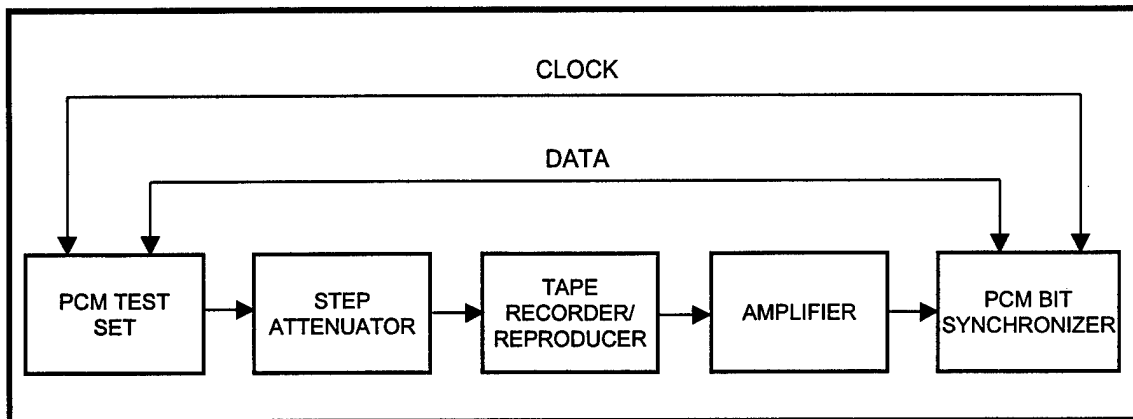 CLOCK
DATA
PCM TEST
SET
STEP
ATTENUATOR
TAPE
RECORDER/
REPRODUCER
AMPLIFIER
PCM BIT
SYNCHRONIZER